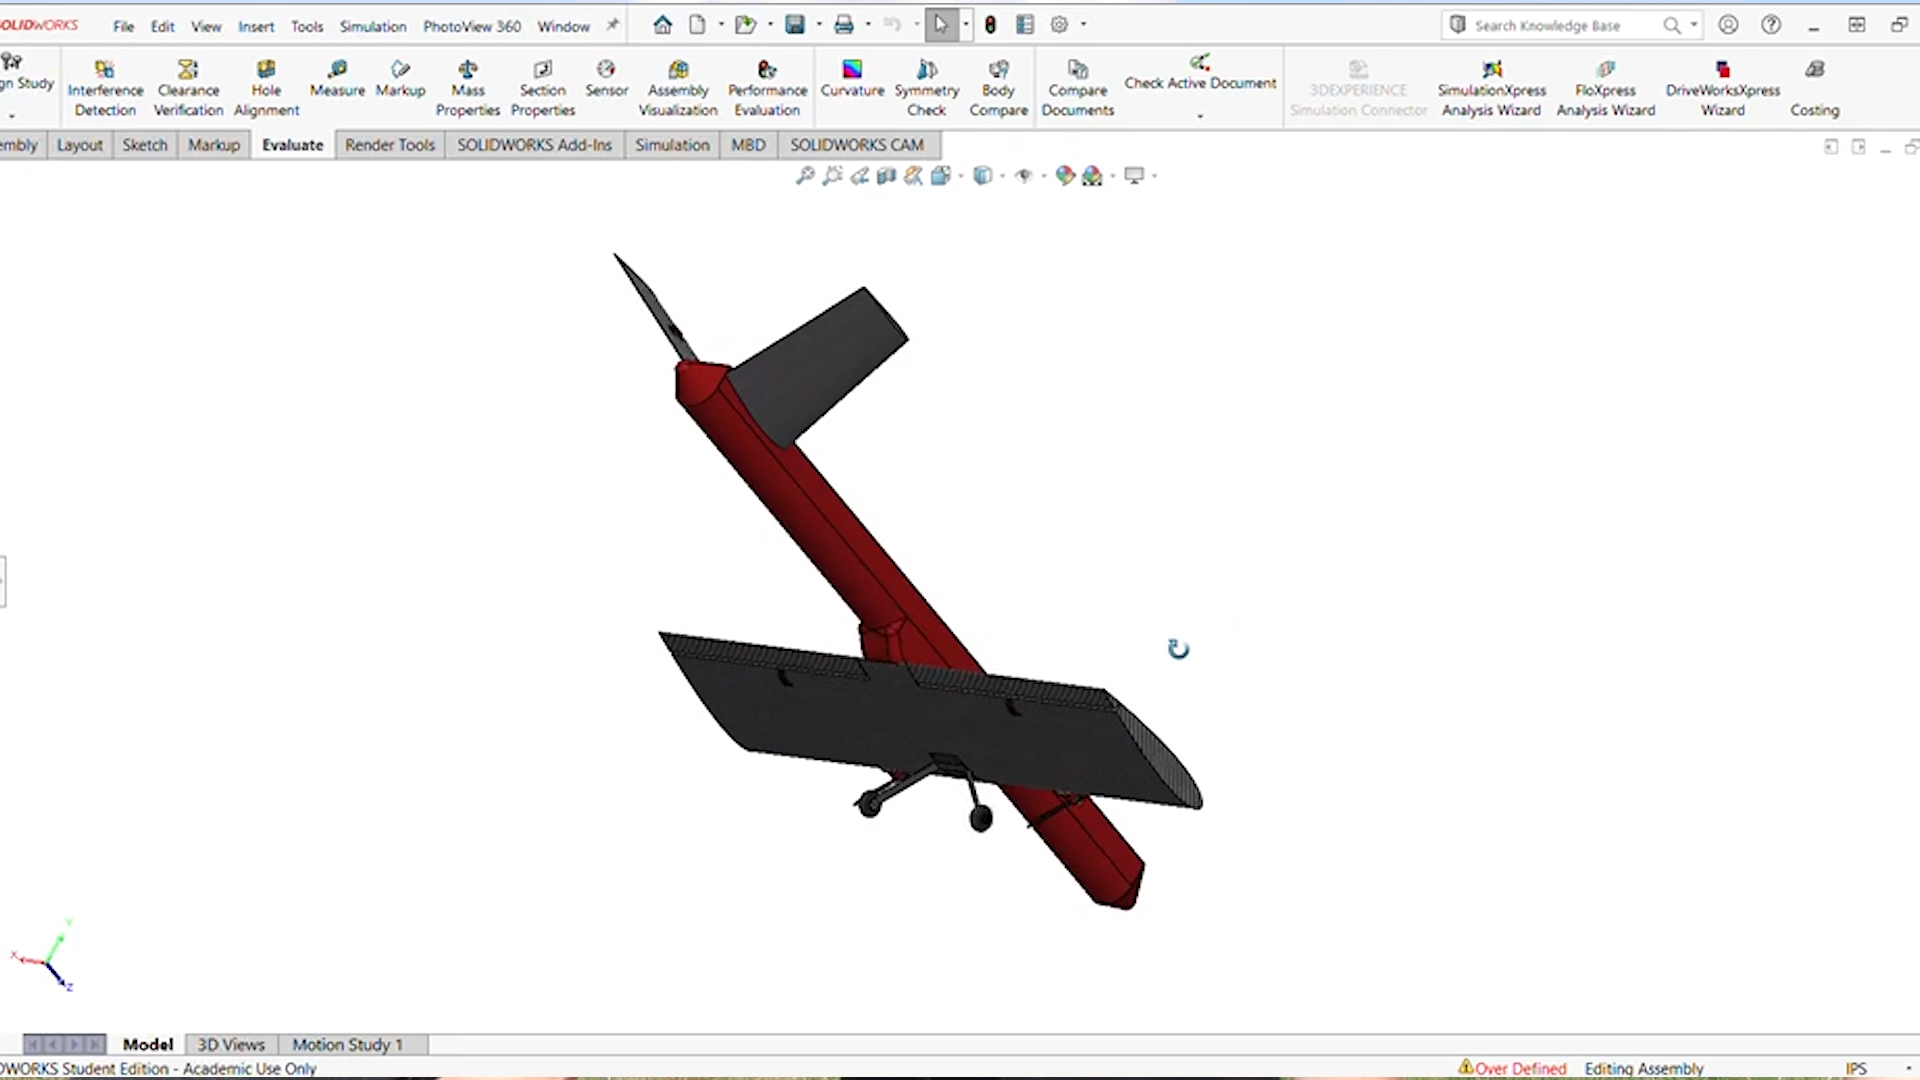 SOLIDWORKS File Edit View Insert Tools Simulation PhotoView 360 Window Search Knowledge Base
gn Study Interference Detection Clearance Verification Hole Alignment Measure Markup Mass Properties Section Properties Sensor Assembly Visualization Performance Evaluation Curvature Symmetry Check Body Compare Compare Documents Check Active Document 3DEXPERIENCE Simulation Connector SimulationXpress Analysis Wizard FloXpress Analysis Wizard DriveWorksXpress Wizard Costing
embly Layout Sketch Markup Evaluate Render Tools SOLIDWORKS Add-Ins Simulation MBD SOLIDWORKS CAM
Y
X
Z
Model 3D Views Motion Study 1
DWORKS Student Edition - Academic Use Only Over Defined Editing Assembly IPS